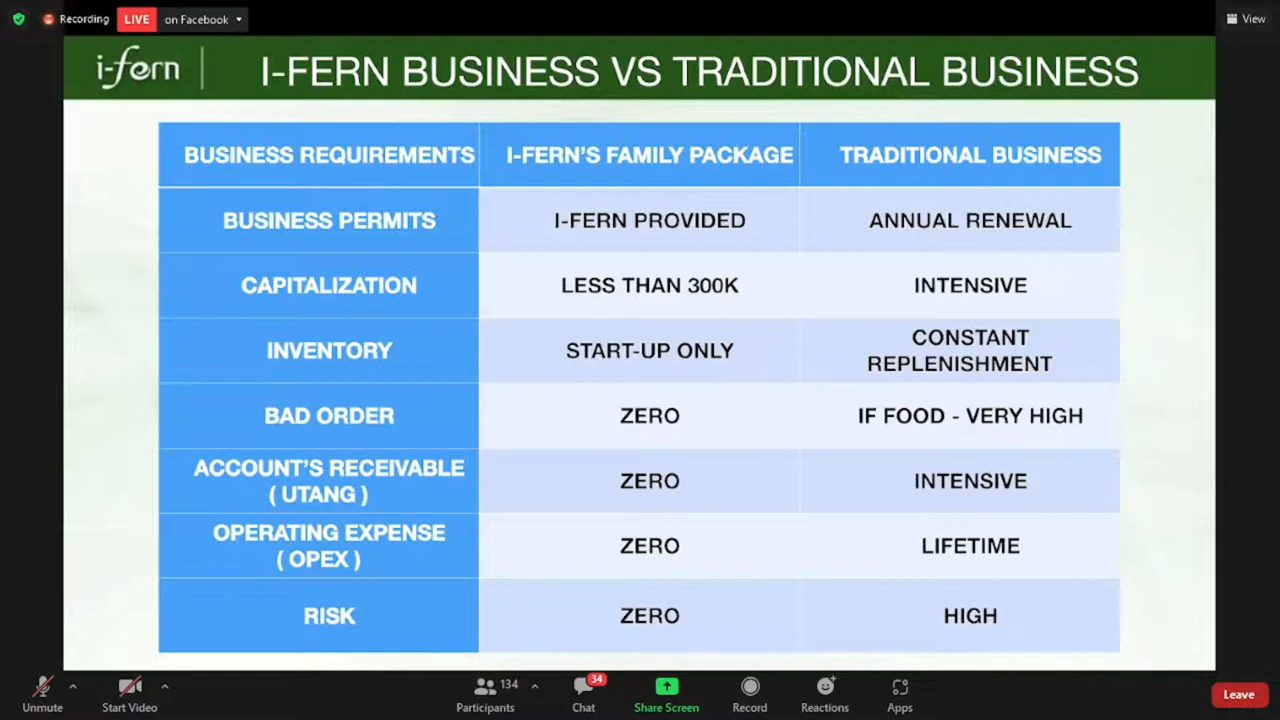 Recording
LIVE on Facebook
View
i-fern
I-FERN BUSINESS VS TRADITIONAL BUSINESS
BUSINESS REQUIREMENTS I-FERN'S FAMILY PACKAGE TRADITIONAL BUSINESS
BUSINESS PERMITS I-FERN PROVIDED ANNUAL RENEWAL
CAPITALIZATION LESS THAN 300K INTENSIVE
INVENTORY START-UP ONLY CONSTANT
REPLENISHMENT
BAD ORDER ZERO IF FOOD - VERY HIGH
ACCOUNT'S RECEIVABLE
( UTANG ) ZERO INTENSIVE
OPERATING EXPENSE
( OPEX ) ZERO LIFETIME
RISK ZERO HIGH
134
34
Unmute Start Video Participants Chat Share Screen Record Reactions Apps Leave